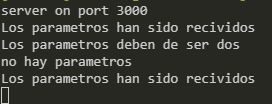 server on port 3000
Los parametros han sido recividos
Los parametros deben de ser dos
no hay parametros
Los parametros han sido recividos